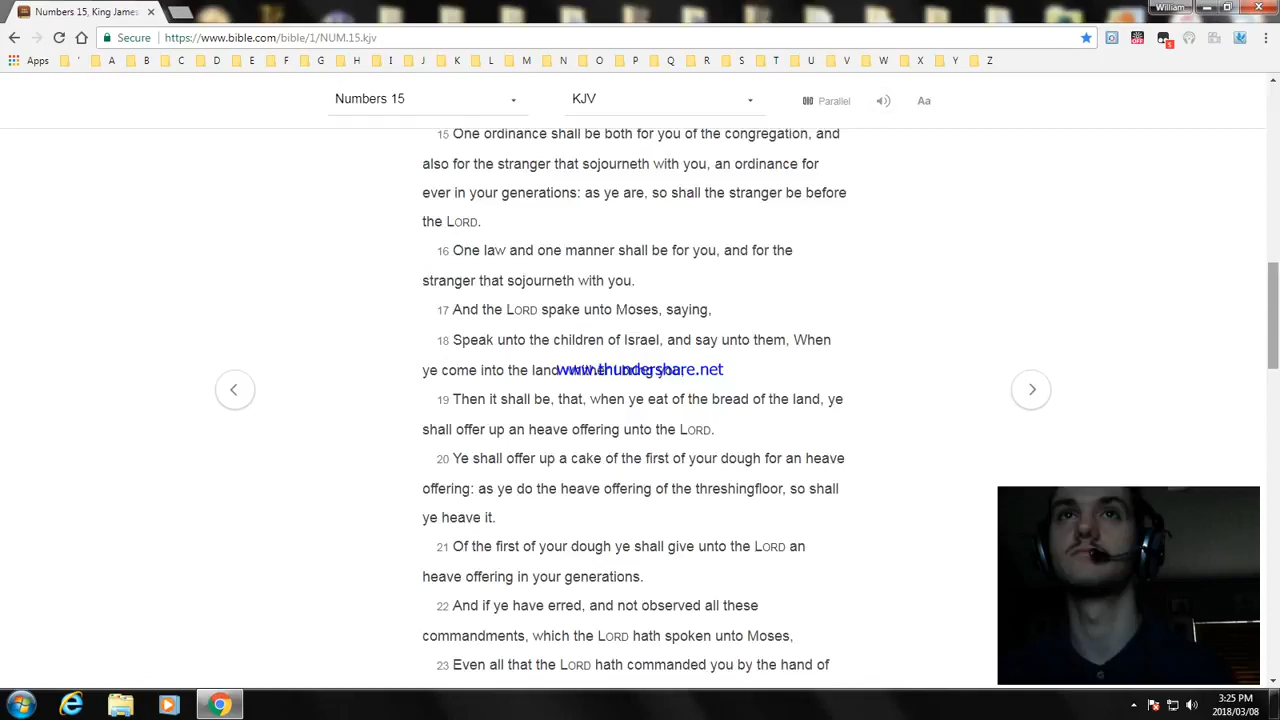 Numbers 15, King James
William
Secure
https://www.bible.com/bible/1/NUM.15.kjv
Apps ' A B C D E F G H I J K L M N O P Q R S T U V W X Y Z
Numbers 15 KJV Parallel Aa
15 One ordinance shall be both for you of the congregation, and
also for the stranger that sojourneth with you, an ordinance for
ever in your generations: as ye are, so shall the stranger be before
the LORD.
16 One law and one manner shall be for you, and for the
stranger that sojourneth with you.
17 And the LORD spake unto Moses, saying,
18 Speak unto the children of Israel, and say unto them, When
ye come into the land
www.thundershare.net
19 Then it shall be, that, when ye eat of the bread of the land, ye
shall offer up an heave offering unto the LORD.
20 Ye shall offer up a cake of the first of your dough for an heave
offering: as ye do the heave offering of the threshingfloor, so shall
ye heave it.
21 Of the first of your dough ye shall give unto the LORD an
heave offering in your generations.
22 And if ye have erred, and not observed all these
commandments, which the LORD hath spoken unto Moses,
23 Even all that the LORD hath commanded you by the hand of
3:25 PM
2018/03/08